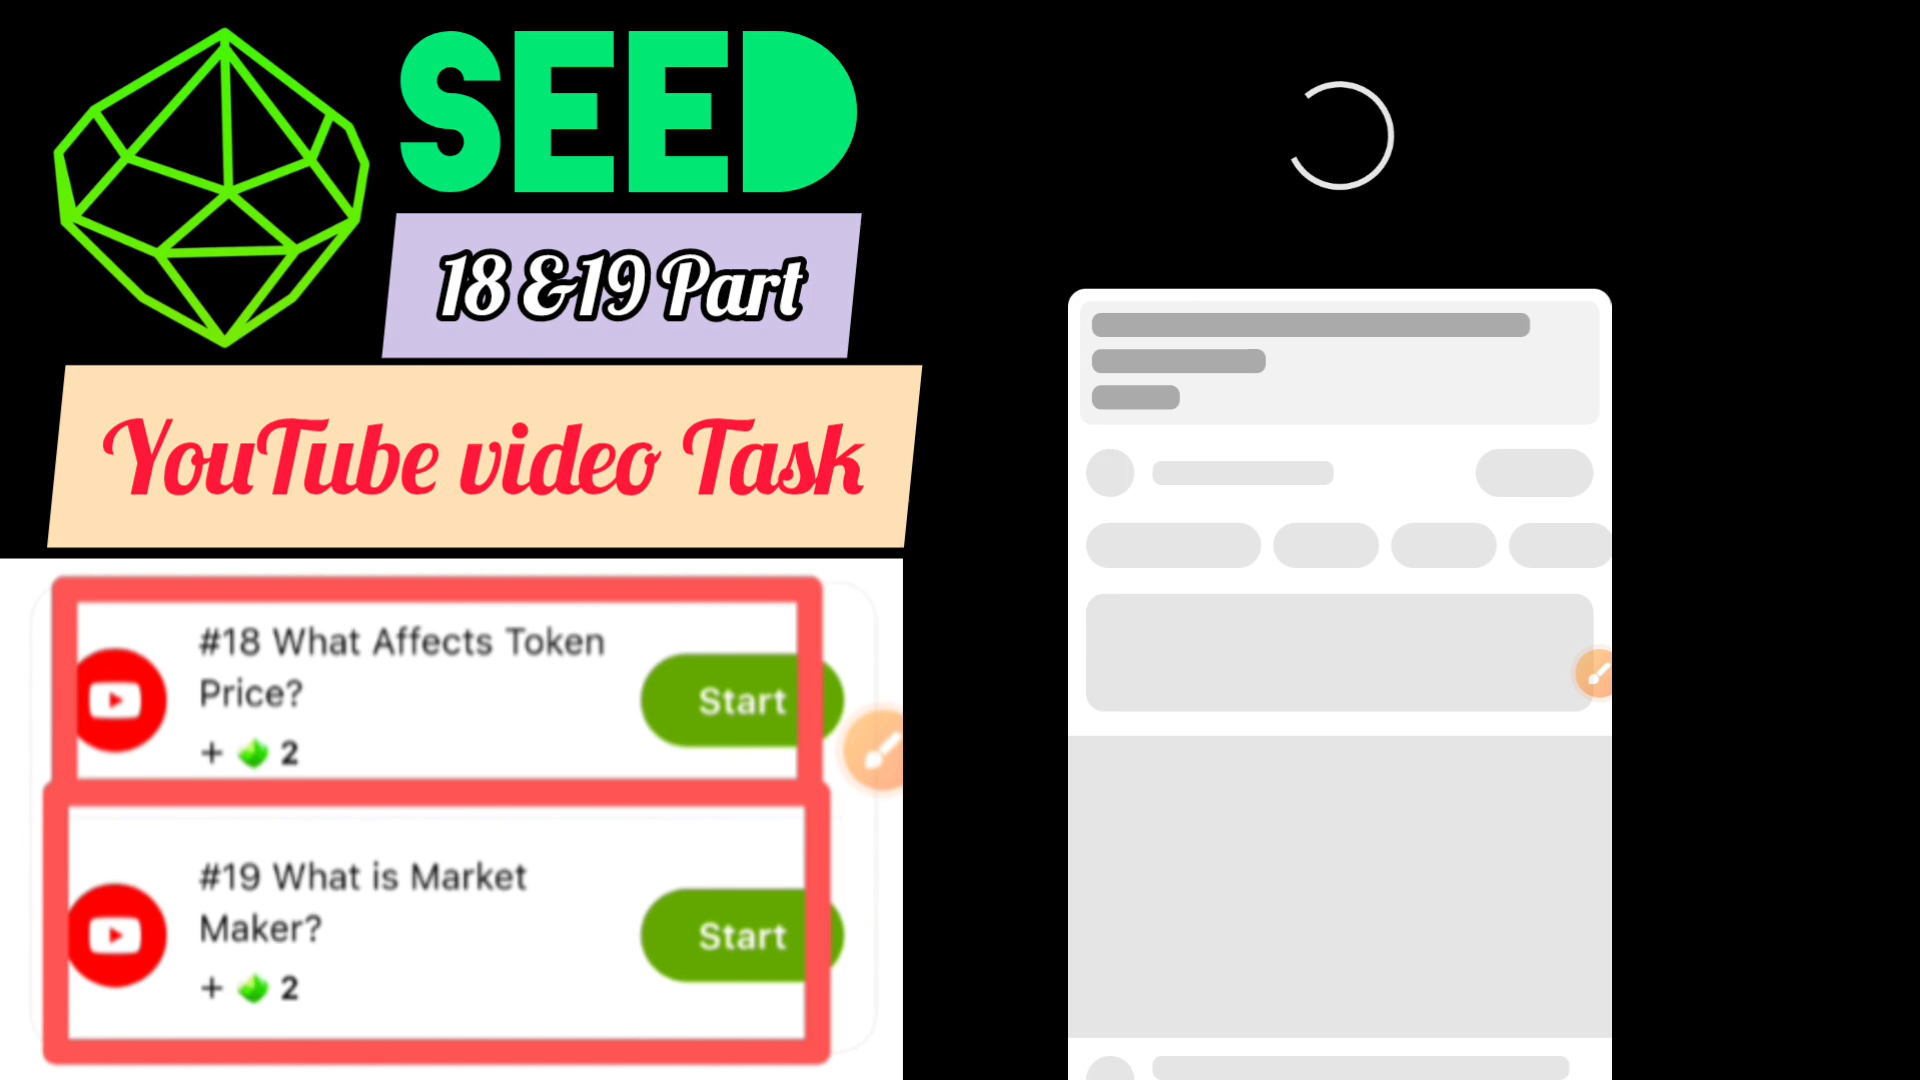 SEED
18 &19 Part
YouTube video Task
#18 What Affects Token
Price?
+ 2
Start
#19 What is Market
Maker?
+ 2
Start